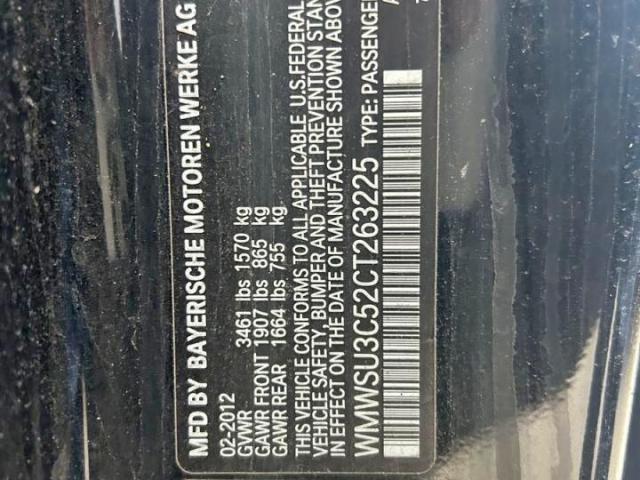 MFD BY BAYERISCHE MOTOREN WERKE AG
02-2012
GVWR 3461 lbs 1570 kg
GAWR FRONT 1907 lbs 865 kg
GAWR REAR 1664 lbs 755 kg
THIS VEHICLE CONFORMS TO ALL APPLICABLE U.S.FEDERAL
VEHICLE SAFETY, BUMPER AND THEFT PREVENTION STAN
IN EFFECT ON THE DATE OF MANUFACTURE SHOWN ABOV
WMWSU3C52CT263225 TYPE: PASSENGER